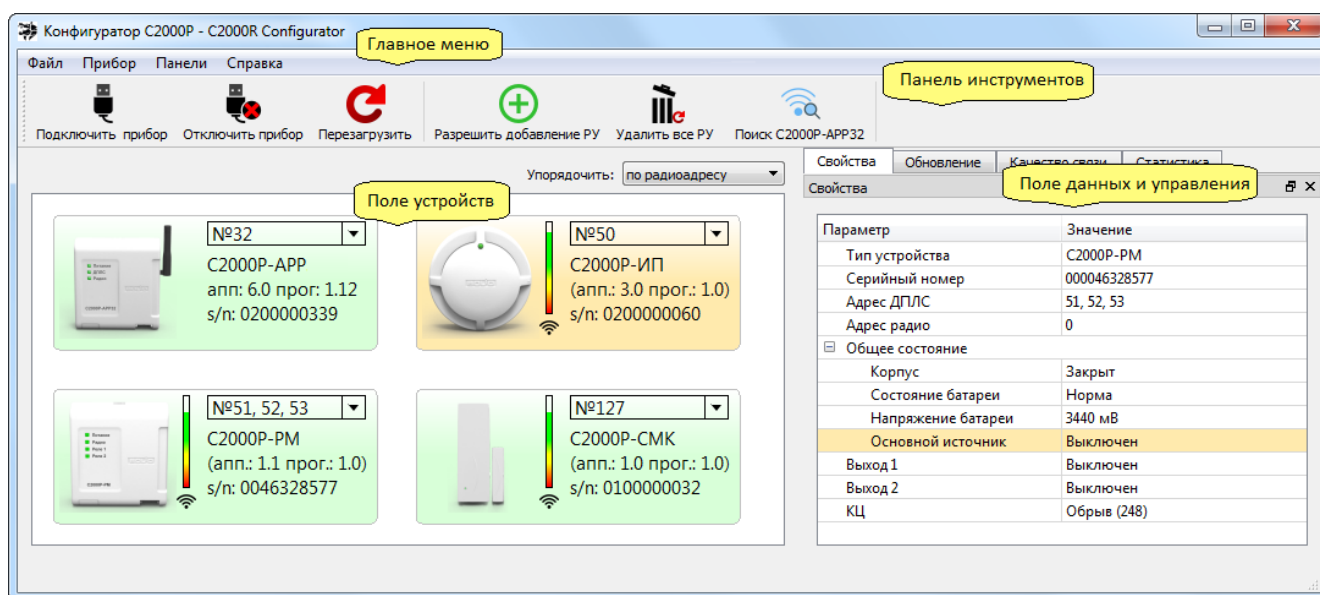 Конфигуратор С2000Р - C2000R Configurator
Главное меню
Файл Прибор Панели Справка
Панель инструментов
Подключить прибор Отключить прибор Перезагрузить Разрешить добавление РУ Удалить все РУ Поиск С2000Р-АРР32
Упорядочить: по радиоадресу
Свойства Обновление Качество связи Статистика
Свойства
Поле данных и управления
Поле устройств
№32
С2000Р-АРР
апп: 6.0 прог: 1.12
s/n: 0200000339
№50
С2000Р-ИП
(апп.: 3.0 прог.: 1.0)
s/n: 0200000060
№51, 52, 53
С2000Р-РМ
(апп.: 1.1 прог.: 1.0)
s/n: 0046328577
№127
С2000Р-СМК
(апп.: 1.0 прог.: 1.0)
s/n: 0100000032
Параметр Значение
Тип устройства С2000Р-РМ
Серийный номер 000046328577
Адрес ДПЛС 51, 52, 53
Адрес радио 0
Общее состояние
Корпус Закрыт
Состояние батареи Норма
Напряжение батареи 3440 мВ
Основной источник Выключен
Выход 1 Выключен
Выход 2 Выключен
КЦ Обрыв (248)